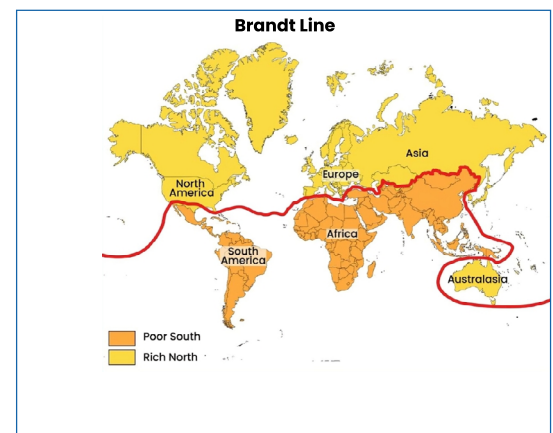 Brandt Line
Asia
Europe
North
America
Africa
South
America
Australasia
Poor South
Rich North